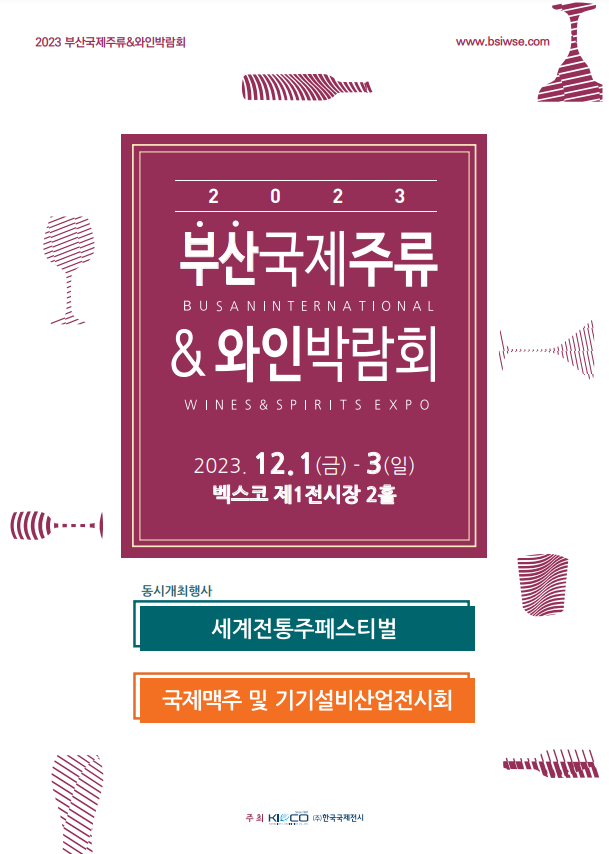 2023 부산국제주류&와인박람회
www.bsiwse.com
2 0 2 3
부산국제주류
BUSAN INTERNATIONAL
& 와인박람회
WINES & SPIRITS EXPO
2023. 12. 1(금) - 3(일)
벡스코 제1전시장 2홀
동시개최행사
세계전통주페스티벌
국제맥주 및 기기설비산업전시회
주최 KIECO (주)한국국제전시